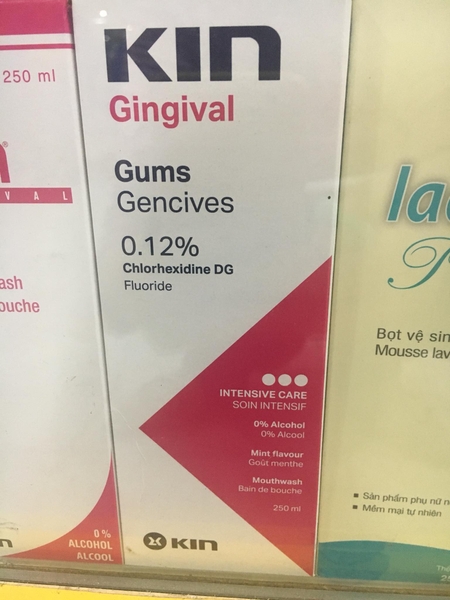 250 ml
VAL
0%
ALCOHOL
ALCOOL
KIN
Gingival
Gums
Gencives
0.12%
Chlorhexidine DG
Fluoride
INTENSIVE CARE
SOIN INTENSIF
0% Alcohol
0% Alcool
Mint flavour
Goût menthe
Mouthwash
Bain de bouche
250 ml
KIN
Bọt vệ sin
Mousse lav
Sản phẩm phụ nữ n
Mềm mại tự nhiên